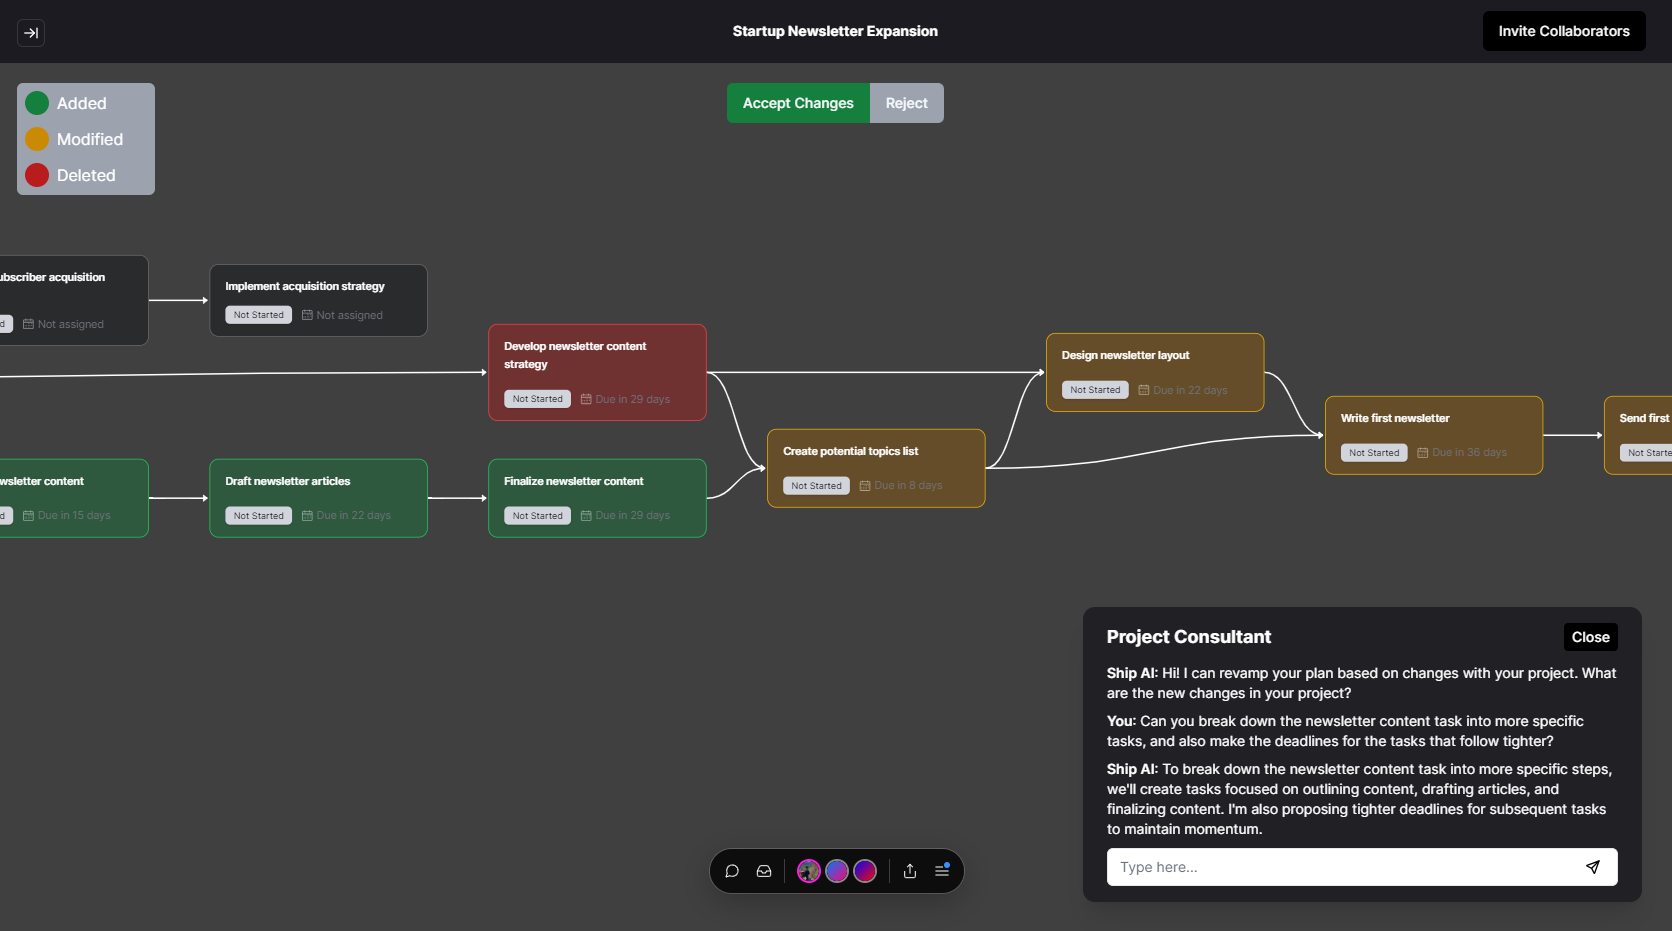 Startup Newsletter Expansion
Invite Collaborators
Added
Modified
Deleted
Accept Changes
Reject
ubscriber acquisition
d
Not assigned
Implement acquisition strategy
Not Started
Not assigned
Develop newsletter content
strategy
Not Started
Due in 29 days
Design newsletter layout
Not Started
Due in 22 days
Write first newsletter
Not Started
Due in 36 days
Send first
Not Starte
Create potential topics list
Not Started
Due in 8 days
wsletter content
d
Due in 15 days
Draft newsletter articles
Not Started
Due in 22 days
Finalize newsletter content
Not Started
Due in 29 days
Project Consultant
Close
Ship AI: Hi! I can revamp your plan based on changes with your project. What
are the new changes in your project?
You: Can you break down the newsletter content task into more specific
tasks, and also make the deadlines for the tasks that follow tighter?
Ship AI: To break down the newsletter content task into more specific steps,
we'll create tasks focused on outlining content, drafting articles, and
finalizing content. I'm also proposing tighter deadlines for subsequent tasks
to maintain momentum.
Type here...